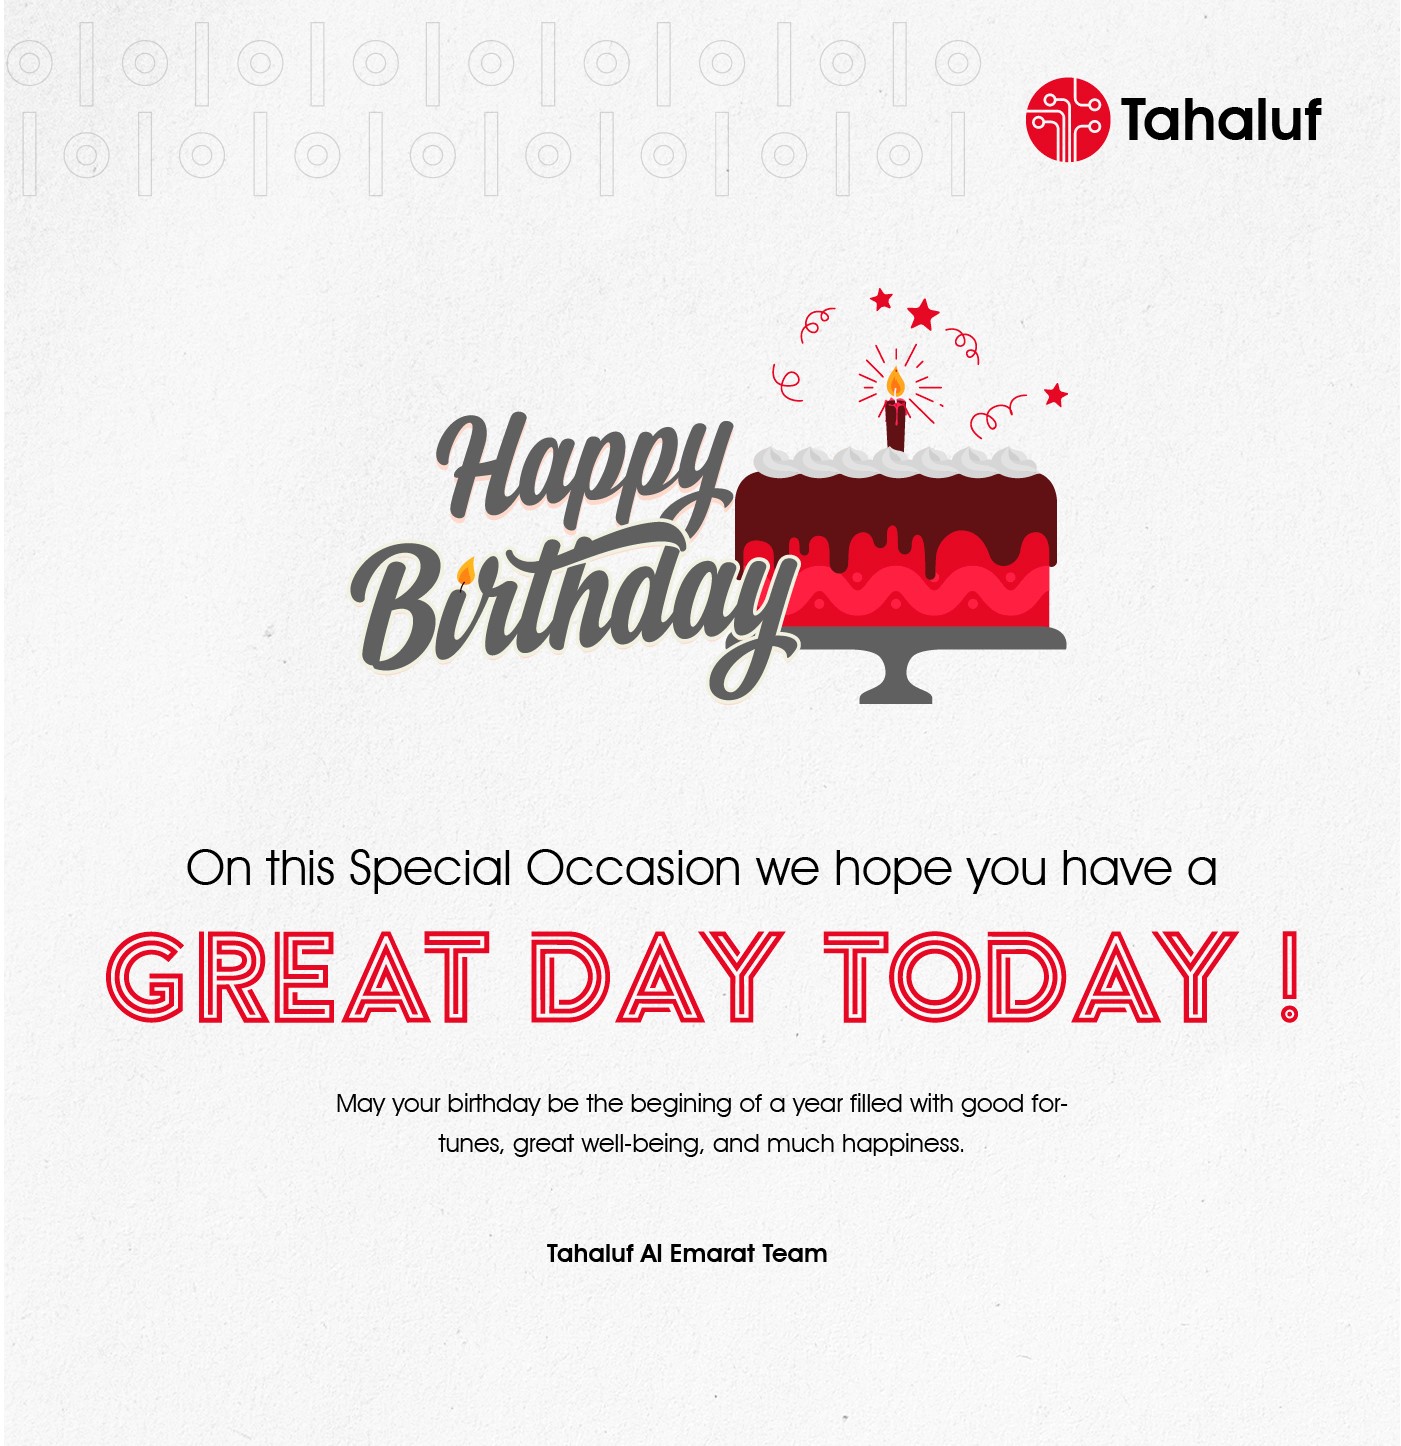 Tahaluf
Happy
Birthday
On this Special Occasion we hope you have a
GREAT DAY TODAY !
May your birthday be the begining of a year filled with good for-
tunes, great well-being, and much happiness.
Tahaluf Al Emarat Team